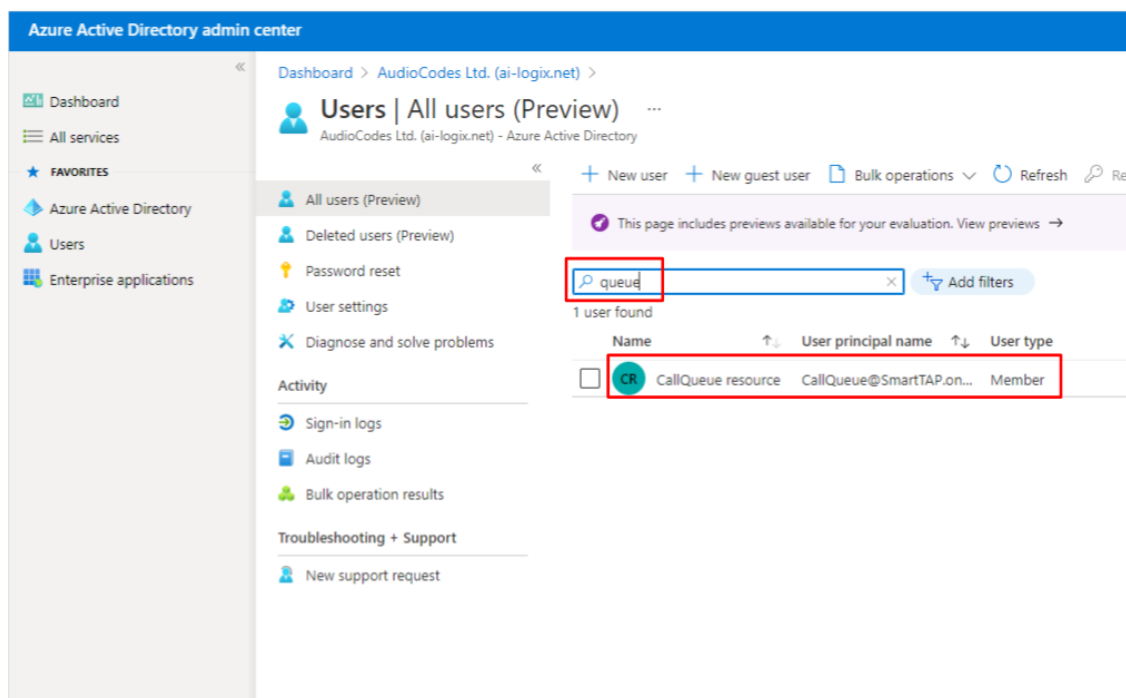 Azure Active Directory admin center
«
Dashboard
All services
FAVORITES
Azure Active Directory
Users
Enterprise applications
Dashboard > AudioCodes Ltd. (ai-logix.net) >
Users | All users (Preview) ...
AudioCodes Ltd. (ai-logix.net) - Azure Active Directory
«
All users (Preview)
Deleted users (Preview)
Password reset
User settings
Diagnose and solve problems
Activity
Sign-in logs
Audit logs
Bulk operation results
Troubleshooting + Support
New support request
+ New user + New guest user Bulk operations Refresh Re
This page includes previews available for your evaluation. View previews →
queue × Add filters
1 user found
Name ↑↓ User principal name ↑↓ User type
CR CallQueue resource CallQueue@SmartTAP.on... Member